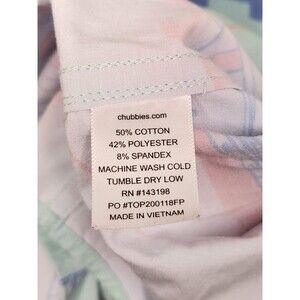 chubbies.com
50% COTTON
42% POLYESTER
8% SPANDEX
MACHINE WASH COLD
TUMBLE DRY LOW
RN #143198
PO #TOP200118FP
MADE IN VIETNAM